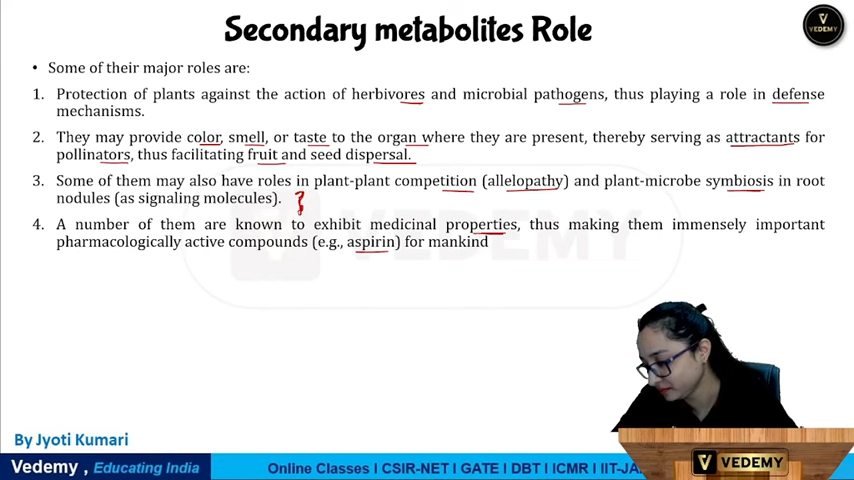 Secondary metabolites Role
VEDEMY
• Some of their major roles are:
1. Protection of plants against the action of herbivores and microbial pathogens, thus playing a role in defense
mechanisms.
2. They may provide color, smell, or taste to the organ where they are present, thereby serving as attractants for
pollinators, thus facilitating fruit and seed dispersal.
3. Some of them may also have roles in plant-plant competition (allelopathy) and plant-microbe symbiosis in root
nodules (as signaling molecules).
4. A number of them are known to exhibit medicinal properties, thus making them immensely important
pharmacologically active compounds (e.g., aspirin) for mankind
VEDEMY
By Jyoti Kumari
VEDEMY
Vedemy , Educating India
Online Classes I CSIR-NET I GATE I DBT I ICMR I IIT-JA